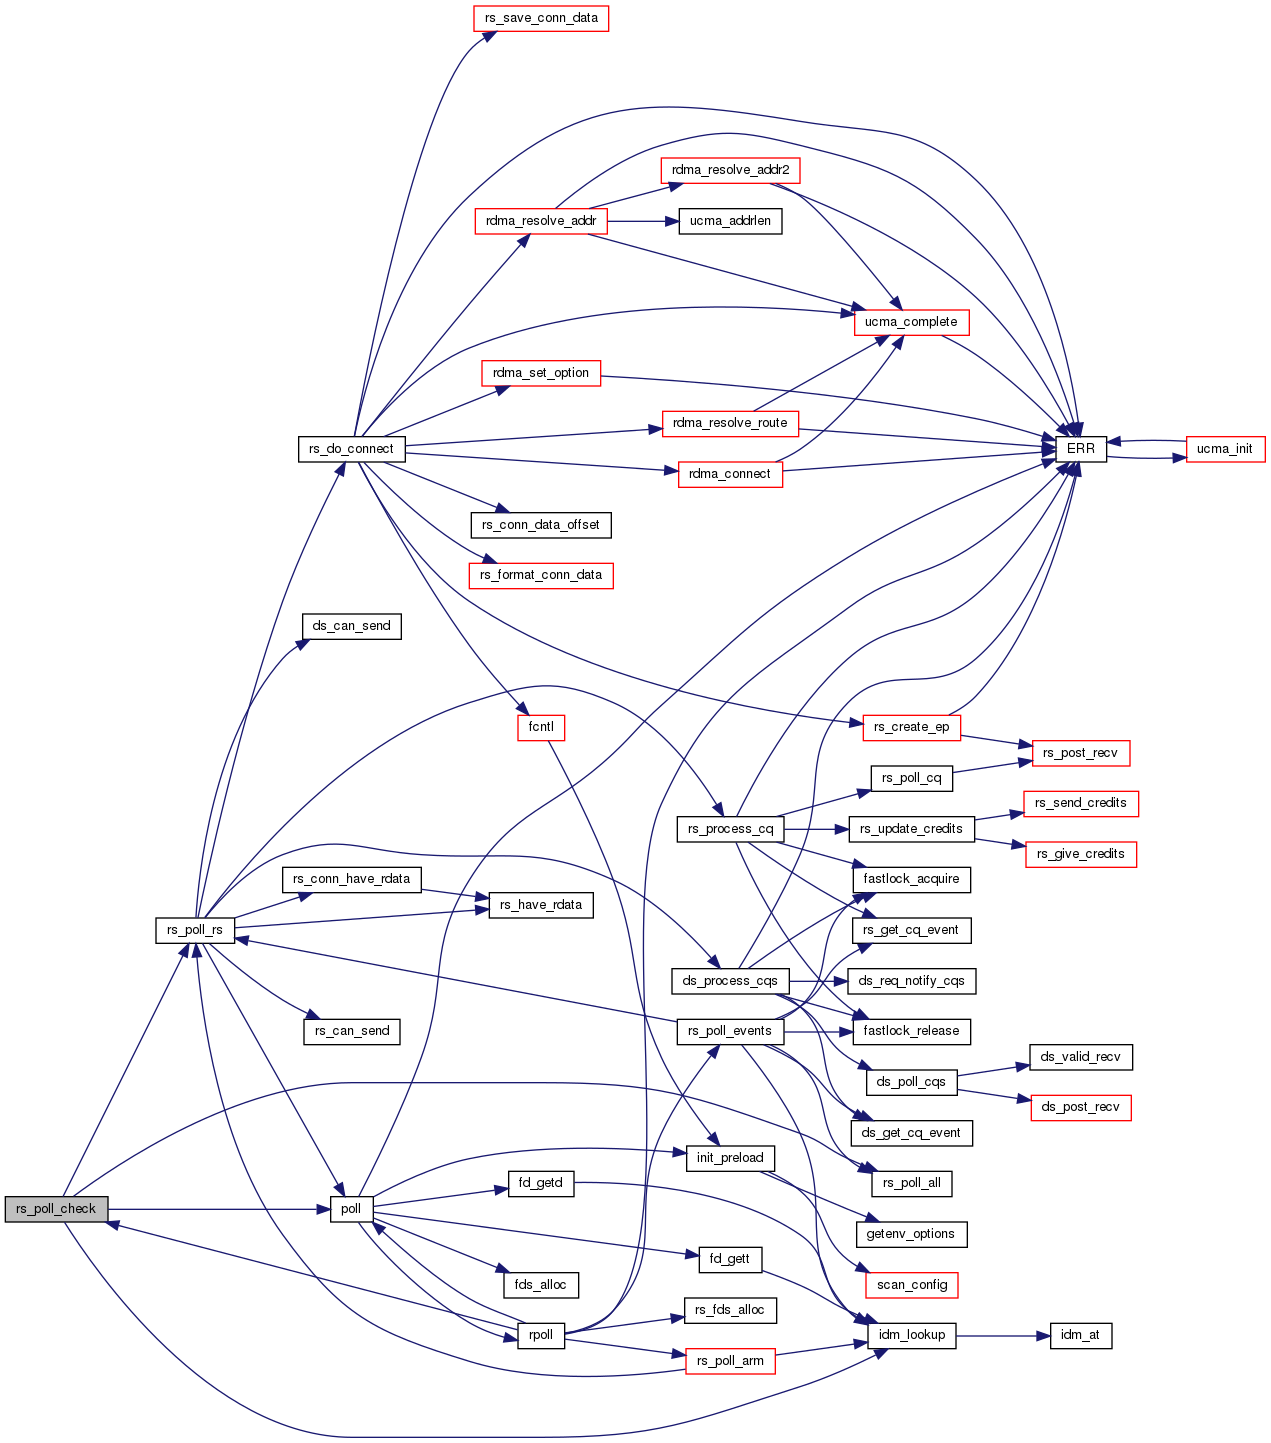 rs_save_conn_data
rdma_resolve_addr2
rdma_resolve_addr
ucma_addrlen
ucma_complete
rdma_set_option
rdma_resolve_route
rs_do_connect
ERR
ucma_init
rdma_connect
rs_conn_data_offset
rs_format_conn_data
ds_can_send
fcntl
rs_create_ep
rs_post_recv
rs_poll_cq
rs_send_credits
rs_process_cq
rs_update_credits
rs_give_credits
rs_conn_have_rdata
fastlock_acquire
rs_have_rdata
rs_poll_rs
rs_get_cq_event
ds_process_cqs
ds_req_notify_cqs
rs_can_send
rs_poll_events
fastlock_release
ds_valid_recv
ds_poll_cqs
ds_post_recv
ds_get_cq_event
init_preload
fd_getd
rs_poll_all
rs_poll_check
poll
getenv_options
fd_gett
fds_alloc
scan_config
rs_fds_alloc
rpoll
idm_lookup
idm_at
rs_poll_arm